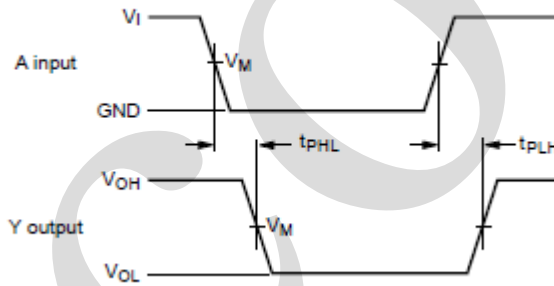 VI
A input
VM
GND
tPHL
tPLH
VOH
Y output
VM
VOL